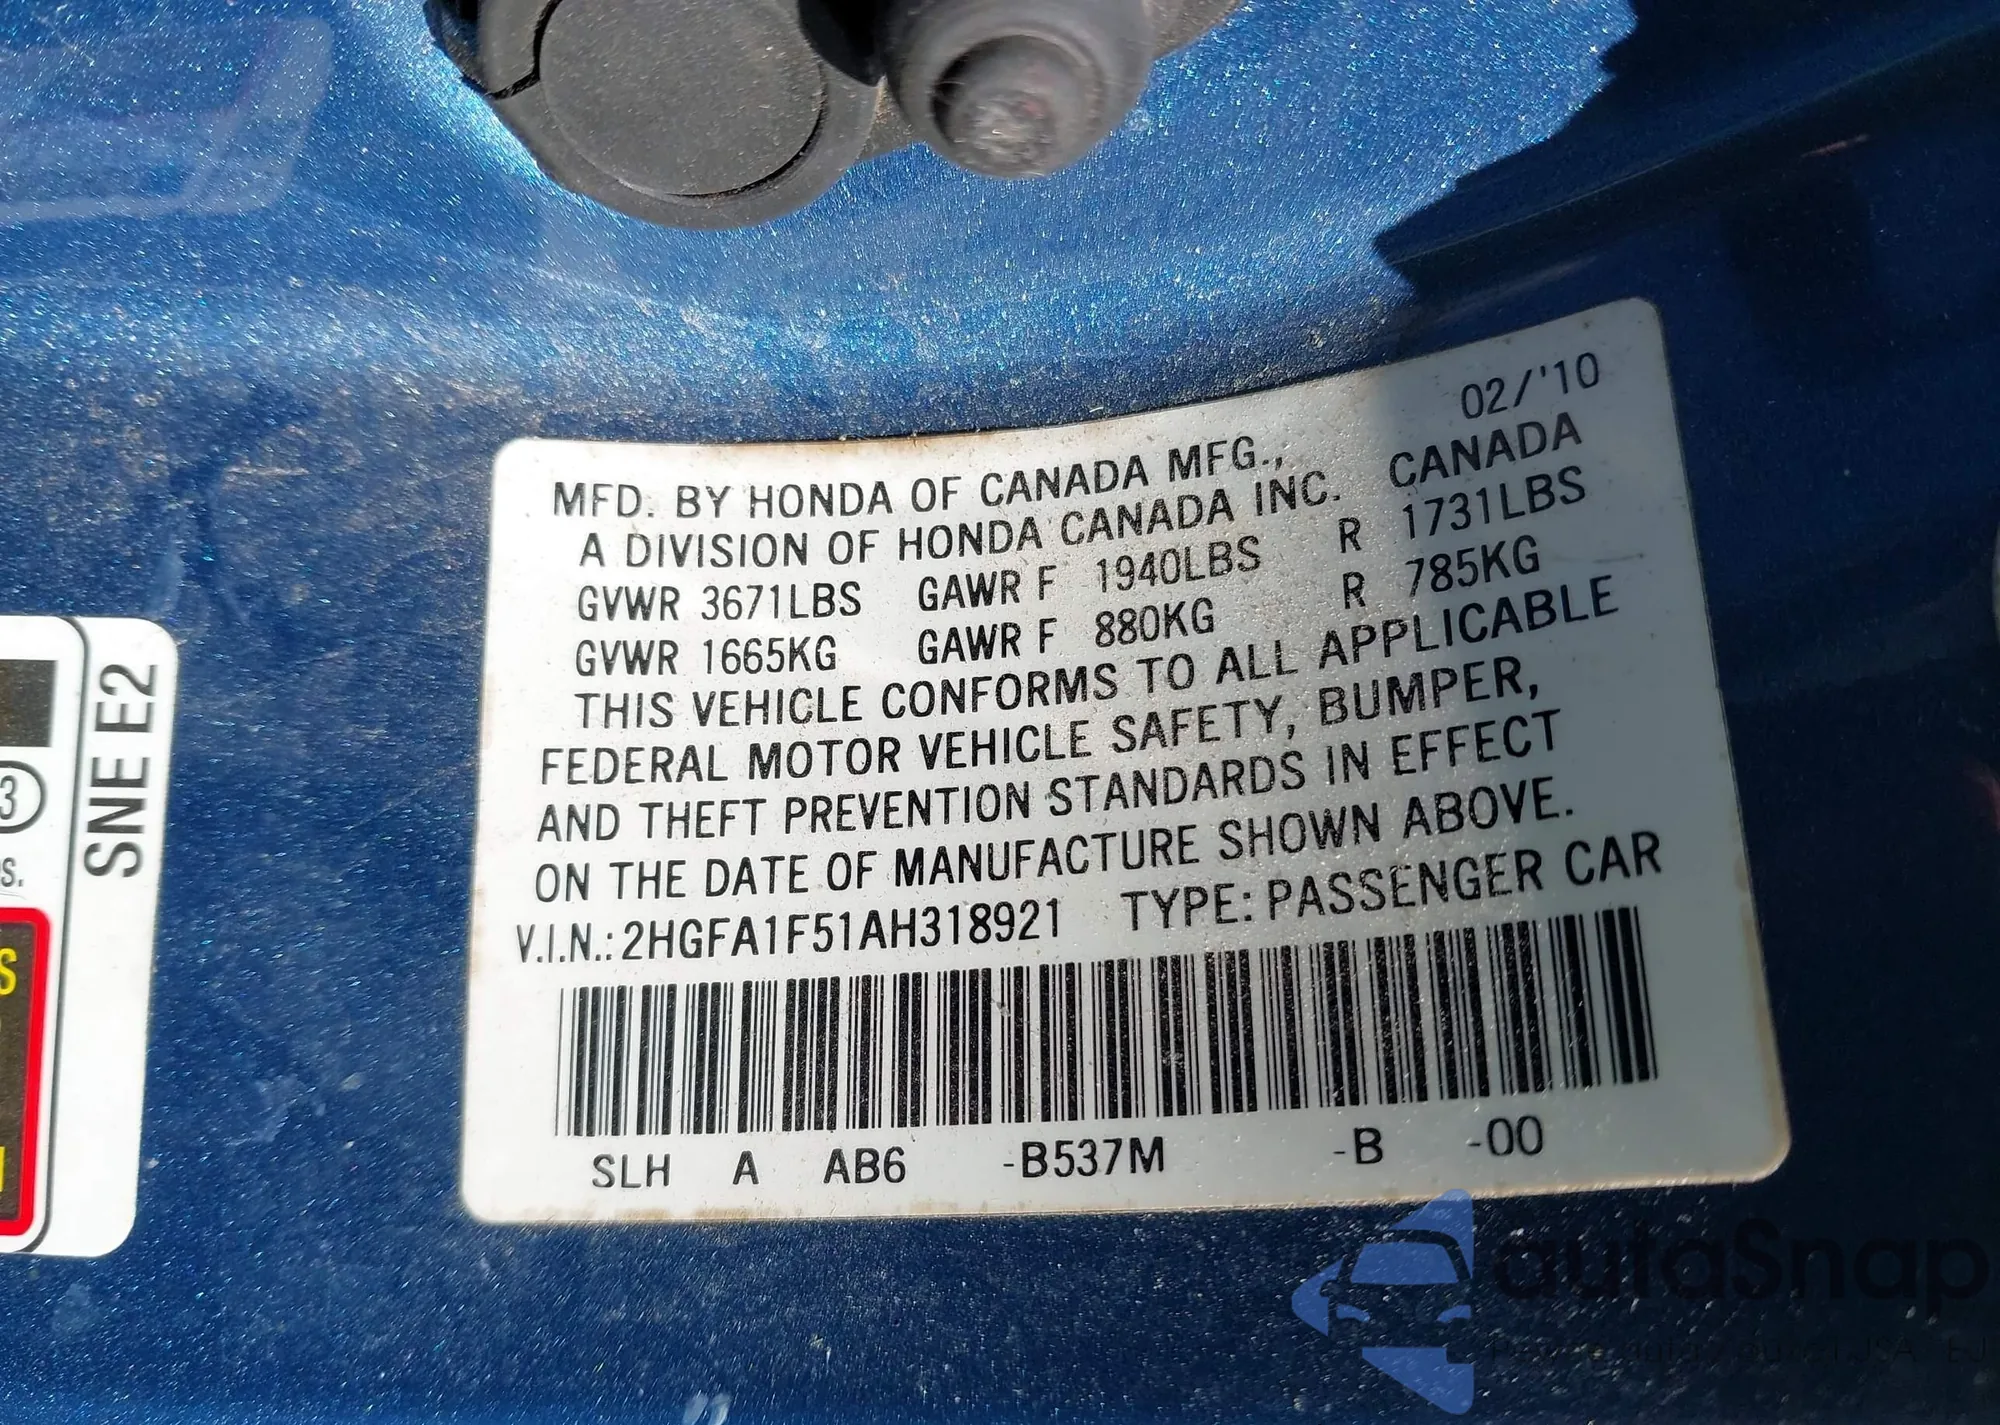 02/'10
MFD. BY HONDA OF CANADA MFG.,
A DIVISION OF HONDA CANADA INC. CANADA
GVWR 3671LBS GAWR F 1940LBS R 1731LBS
GVWR 1665KG GAWR F 880KG R 785KG
THIS VEHICLE CONFORMS TO ALL APPLICABLE
FEDERAL MOTOR VEHICLE SAFETY, BUMPER,
AND THEFT PREVENTION STANDARDS IN EFFECT
ON THE DATE OF MANUFACTURE SHOWN ABOVE.
V.I.N.: 2HGFA1F51AH318921 TYPE: PASSENGER CAR
SLH A AB6 -B537M -B -00
SNE E2
3
S.
S
autaSnap